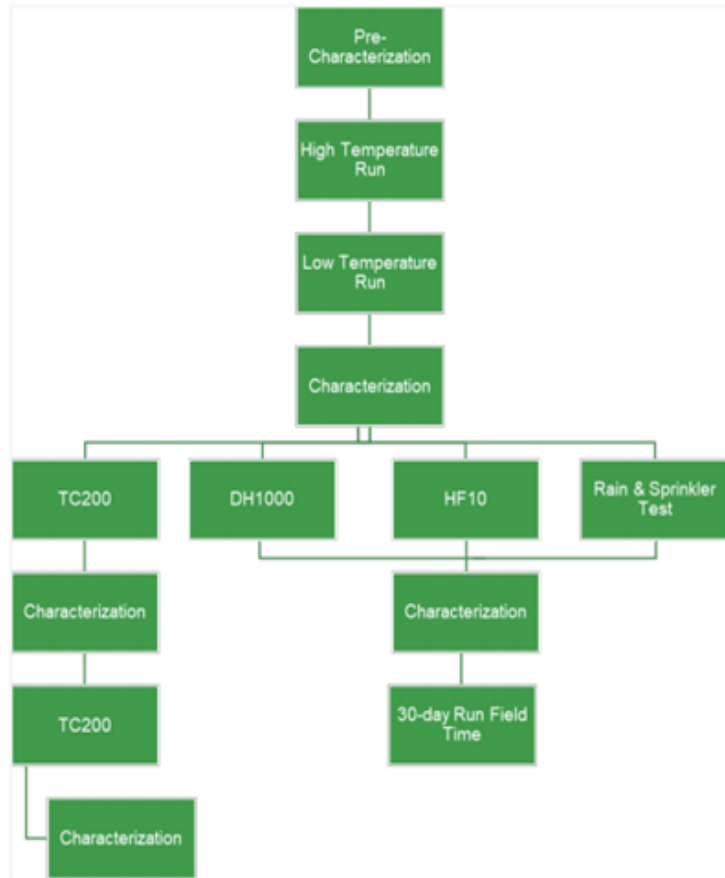 Pre-
Characterization
High Temperature
Run
Low Temperature
Run
Characterization
TC200
DH1000
HF10
Rain & Sprinkler
Test
Characterization
Characterization
TC200
30-day Run Field
Time
Characterization